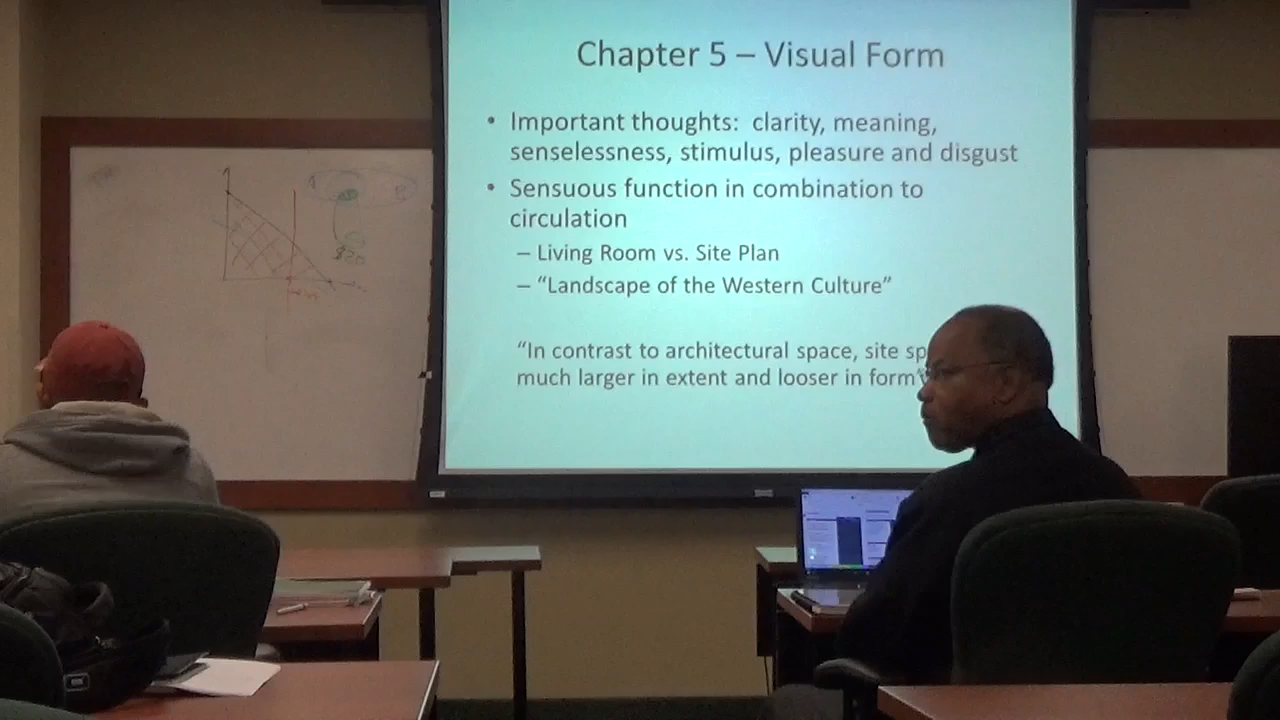 Chapter 5 – Visual Form
• Important thoughts: clarity, meaning,
senselessness, stimulus, pleasure and disgust
• Sensuous function in combination to
circulation
– Living Room vs. Site Plan
– “Landscape of the Western Culture”
“In contrast to architectural space, site
much larger in extent and looser in form